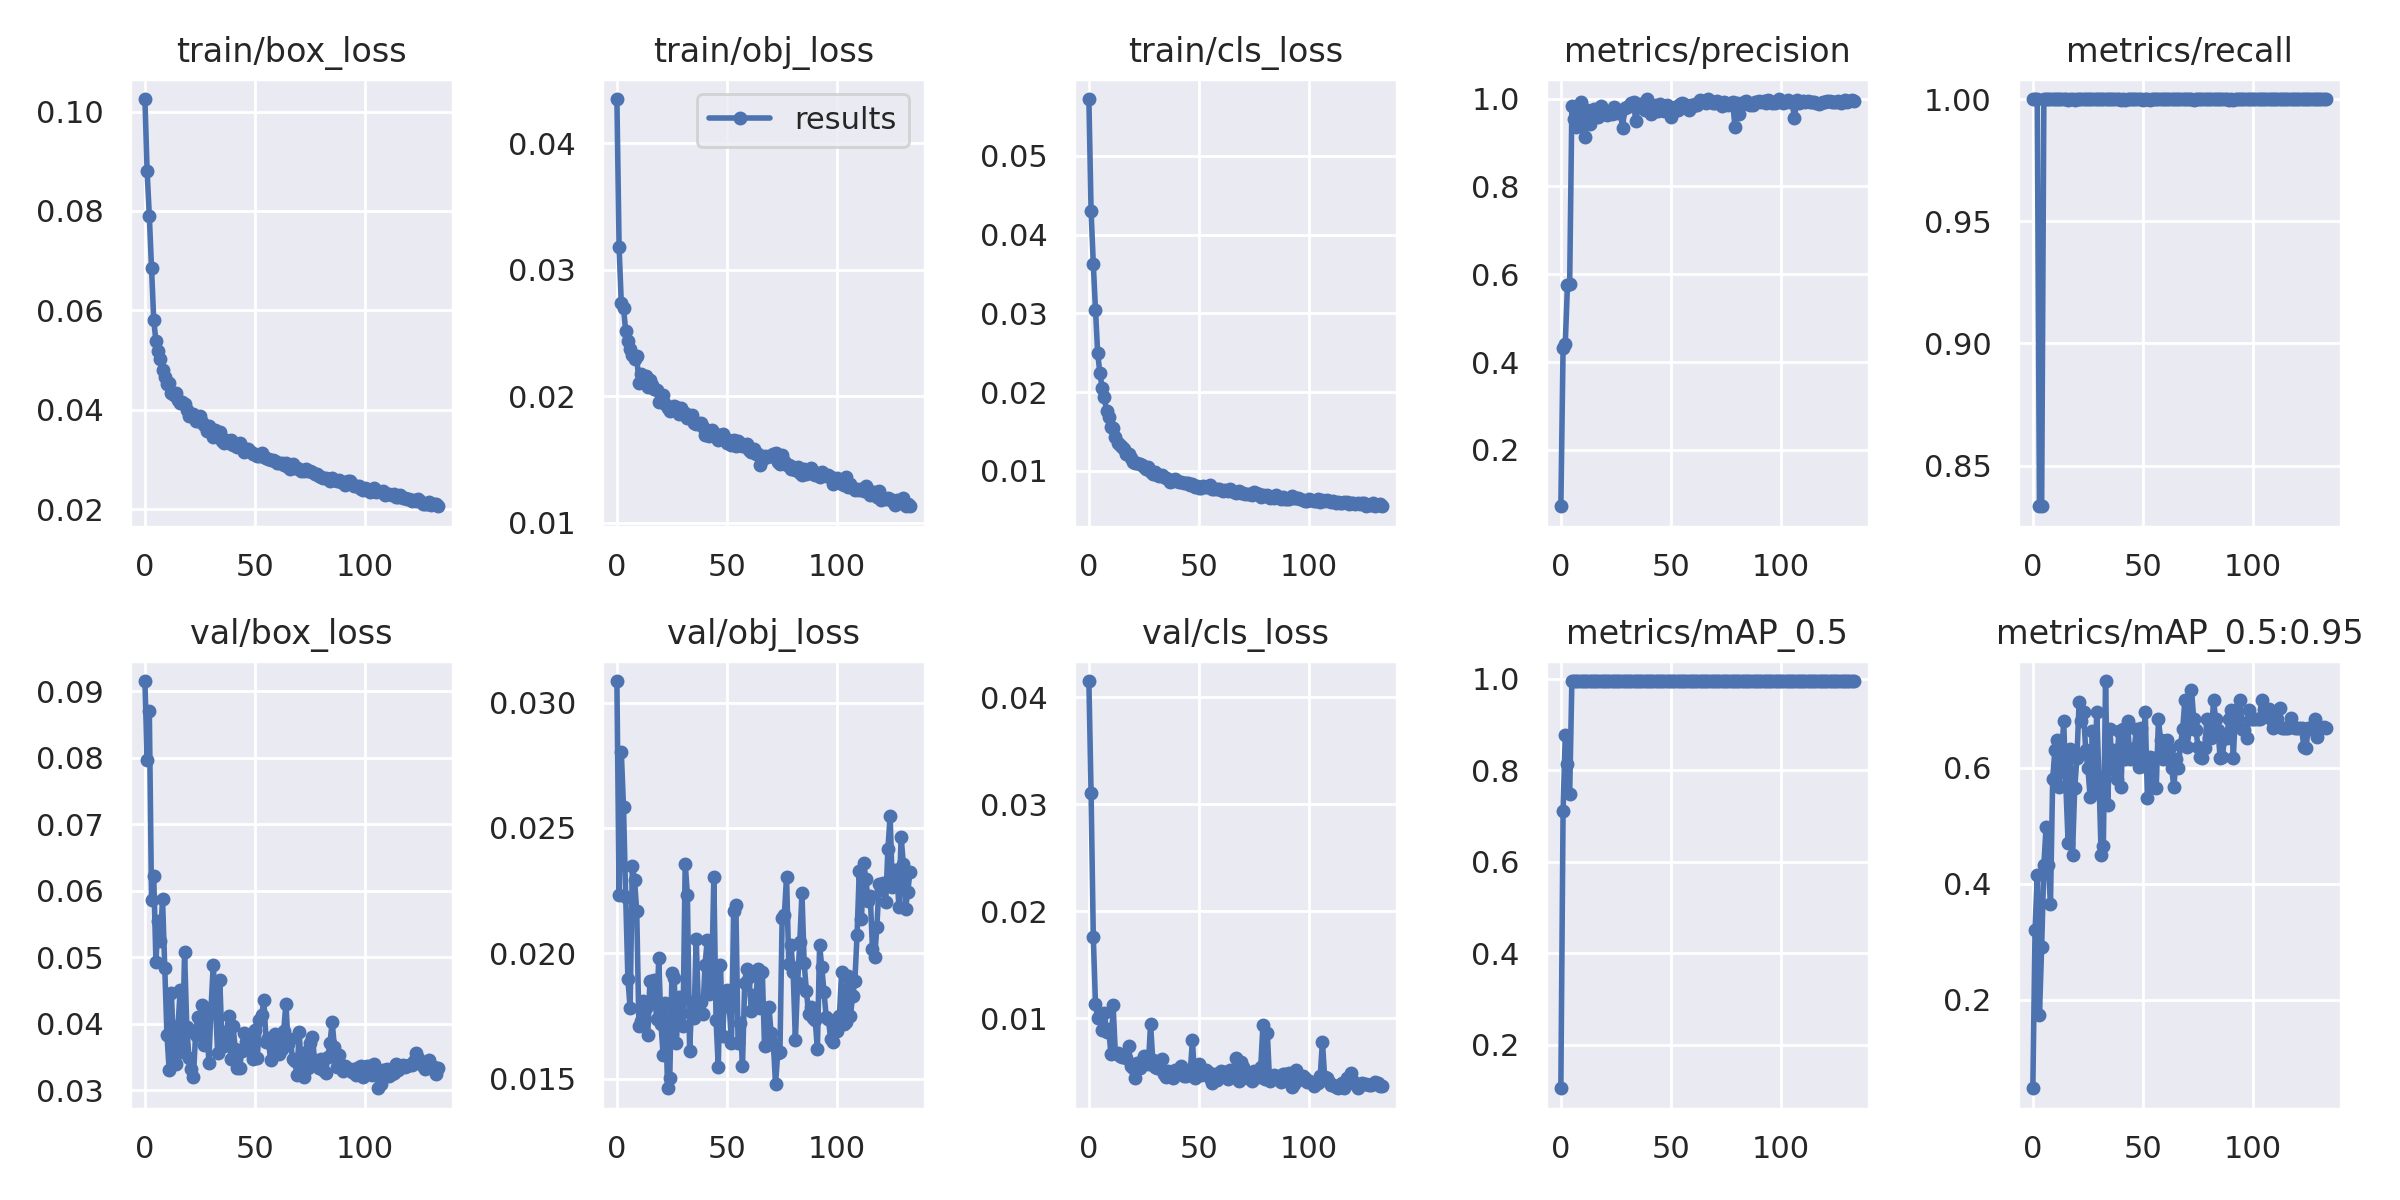 train/box_loss
0.10
0.08
0.06
0.04
0.02
0 50 100
train/obj_loss
results
0.04
0.03
0.02
0.01
0 50 100
train/cls_loss
0.05
0.04
0.03
0.02
0.01
0 50 100
metrics/precision
1.0
0.8
0.6
0.4
0.2
0 50 100
metrics/recall
1.00
0.95
0.90
0.85
0 50 100
val/box_loss
0.09
0.08
0.07
0.06
0.05
0.04
0.03
0 50 100
val/obj_loss
0.030
0.025
0.020
0.015
0 50 100
val/cls_loss
0.04
0.03
0.02
0.01
0 50 100
metrics/mAP_0.5
1.0
0.8
0.6
0.4
0.2
0 50 100
metrics/mAP_0.5:0.95
0.6
0.4
0.2
0 50 100